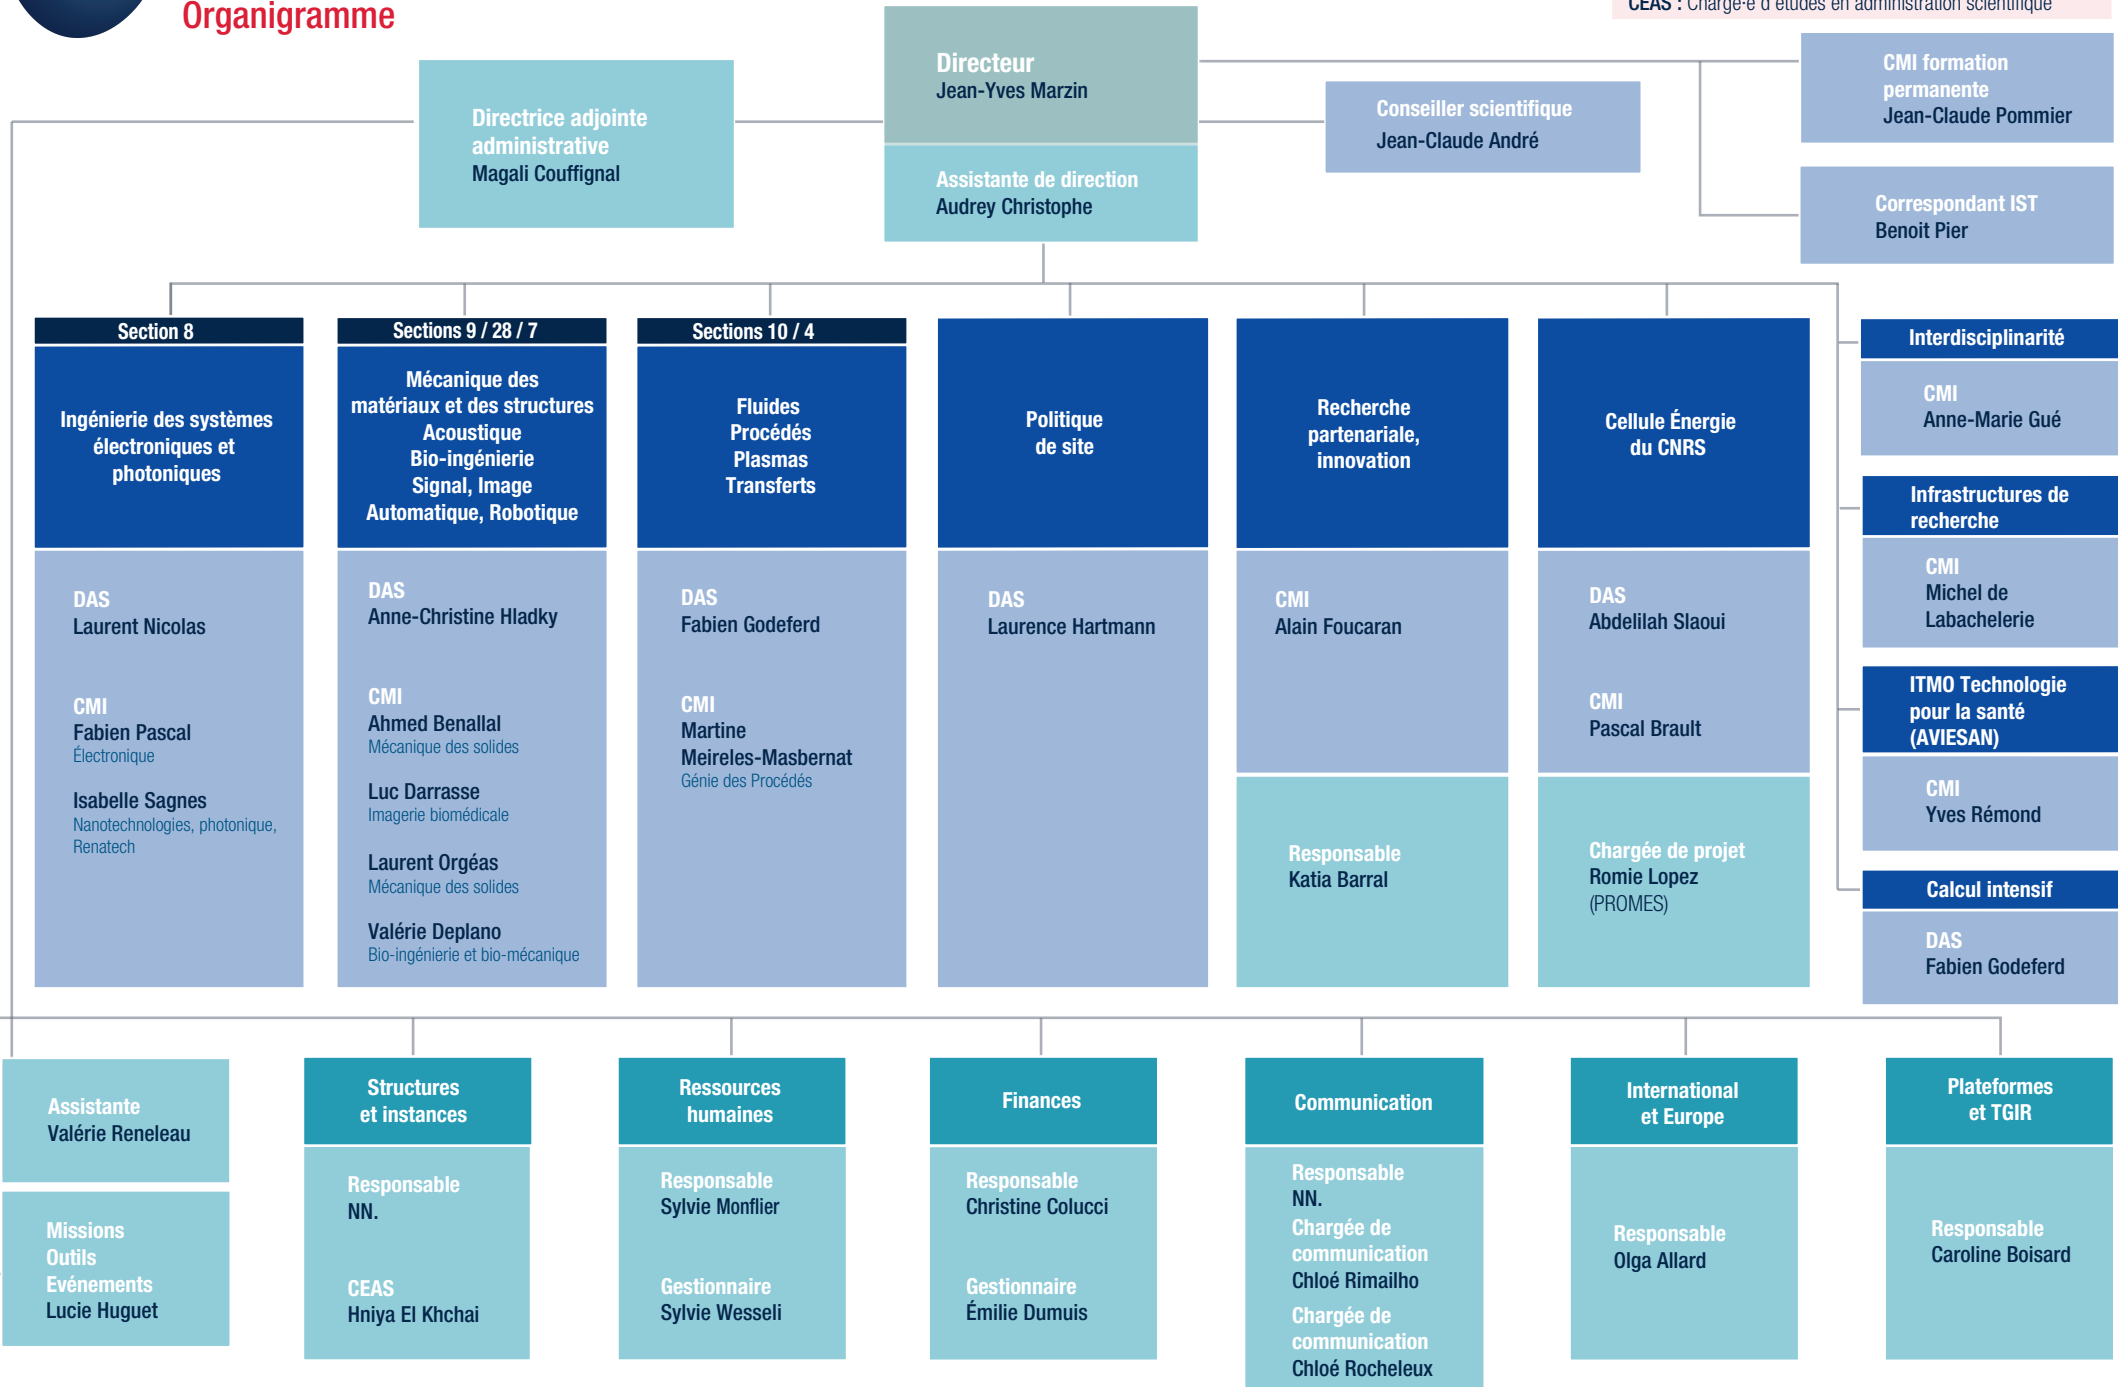 Organigramme
CEAS : Chargé·e d'études en administration scientifique
Directeur
Jean-Yves Marzin
Assistante de direction
Audrey Christophe
Directrice adjointe
administrative
Magali Couffignal
Conseiller scientifique
Jean-Claude André
CMI formation
permanente
Jean-Claude Pommier
Correspondant IST
Benoit Pier
Section 8
Ingénierie des systèmes
électroniques et
photoniques
DAS
Laurent Nicolas
CMI
Fabien Pascal
Électronique
Isabelle Sagnes
Nanotechnologies, photonique,
Renatech
Sections 9 / 28 / 7
Mécanique des
matériaux et des structures
Acoustique
Bio-ingénierie
Signal, Image
Automatique, Robotique
DAS
Anne-Christine Hladky
CMI
Ahmed Benallal
Mécanique des solides
Luc Darrasse
Imagerie biomédicale
Laurent Orgéas
Mécanique des solides
Valérie Deplano
Bio-ingénierie et bio-mécanique
Sections 10 / 4
Fluides
Procédés
Plasmas
Transferts
DAS
Fabien Godeferd
CMI
Martine
Meireles-Masbernat
Génie des Procédés
Politique
de site
DAS
Laurence Hartmann
Recherche
partenariale,
innovation
CMI
Alain Foucaran
Responsable
Katia Barral
Cellule Énergie
du CNRS
DAS
Abdelilah Slaoui
CMI
Pascal Brault
Chargée de projet
Romie Lopez
(PROMES)
Interdisciplinarité
CMI
Anne-Marie Gué
Infrastructures de
recherche
CMI
Michel de
Labachelerie
ITMO Technologie
pour la santé
(AVIESAN)
CMI
Yves Rémond
Calcul intensif
DAS
Fabien Godeferd
Assistante
Valérie Reneleau
Missions
Outils
Evénements
Lucie Huguet
Structures
et instances
Responsable
NN.
CEAS
Hniya El Khchai
Ressources
humaines
Responsable
Sylvie Monflier
Gestionnaire
Sylvie Wesseli
Finances
Responsable
Christine Colucci
Gestionnaire
Émilie Dumuis
Communication
Responsable
NN.
Chargée de
communication
Chloé Rimailho
Chargée de
communication
Chloé Rocheleux
International
et Europe
Responsable
Olga Allard
Plateformes
et TGIR
Responsable
Caroline Boisard